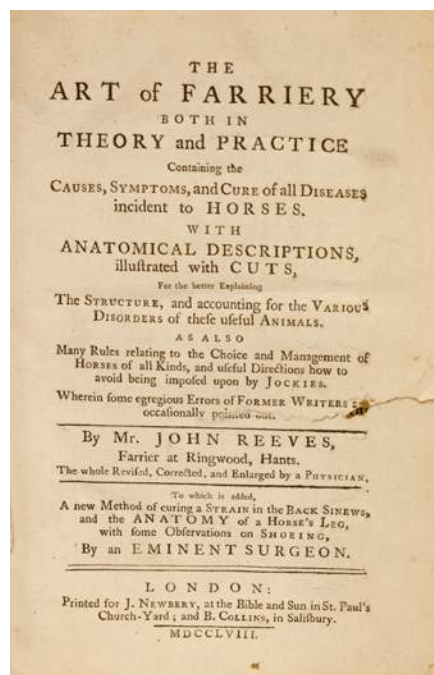 THE
ART of FARRIERY
BOTH IN
THEORY and PRACTICE
Containing the
CAUSES, SYMPTOMS, and CURE of all DISEASES
incident to HORSES.
WITH
ANATOMICAL DESCRIPTIONS,
illuſtrated with CUTS,
For the better Explaining
The STRUCTURE, and accounting for the VARIOUS
DISORDERS of theſe uſeful ANIMALS.
AS ALSO
Many Rules relating to the Choice and Management of
HORSES of all Kinds, and uſeful Directions how to
avoid being impoſed upon by JOCKIES.
Wherein ſome egregious Errors of FORMER WRITERS
occaſionally pointed out.
By Mr. JOHN REEVES,
Farrier at Ringwood, Hants.
The whole Reviſed, Corrected, and Enlarged by a PHYSICIAN.
To which is added,
A new Method of curing a STRAIN in the BACK SINEWS,
and the ANATOMY of a HORSE'S LEG,
with ſome Obſervations on SHOEING,
By an EMINENT SURGEON.
LONDON:
Printed for J. NEWBERY, at the Bible and Sun in St. Paul's
Church-Yard; and B. COLLINS, in Saliſbury.
MDCCLVIII.